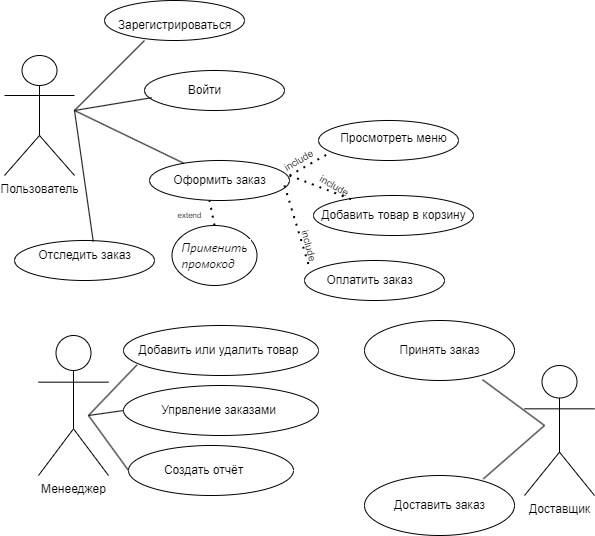 Зарегистрироваться
Войти
Пользователь
Оформить заказ
include
Просмотреть меню
include
Добавить товар в корзину
include
Оплатить заказ
extend
Применить
промокод
Отследить заказ
Добавить или удалить товар
Упрвление заказами
Создать отчёт
Менееджер
Принять заказ
Доставить заказ
Доставщик